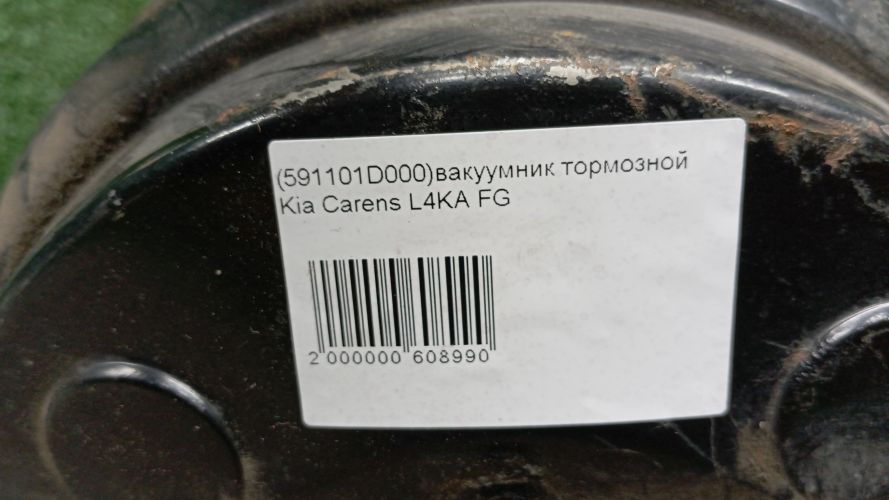 (591101D000)вакуумник тормозной
Kia Carens L4KA FG
2 000000 608990